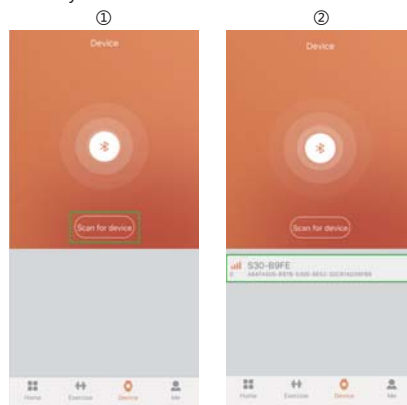 ① ②
Device Device
Scan for device Scan for device
S30-B9FE
Home Exercise Device Me Home Exercise Device Me